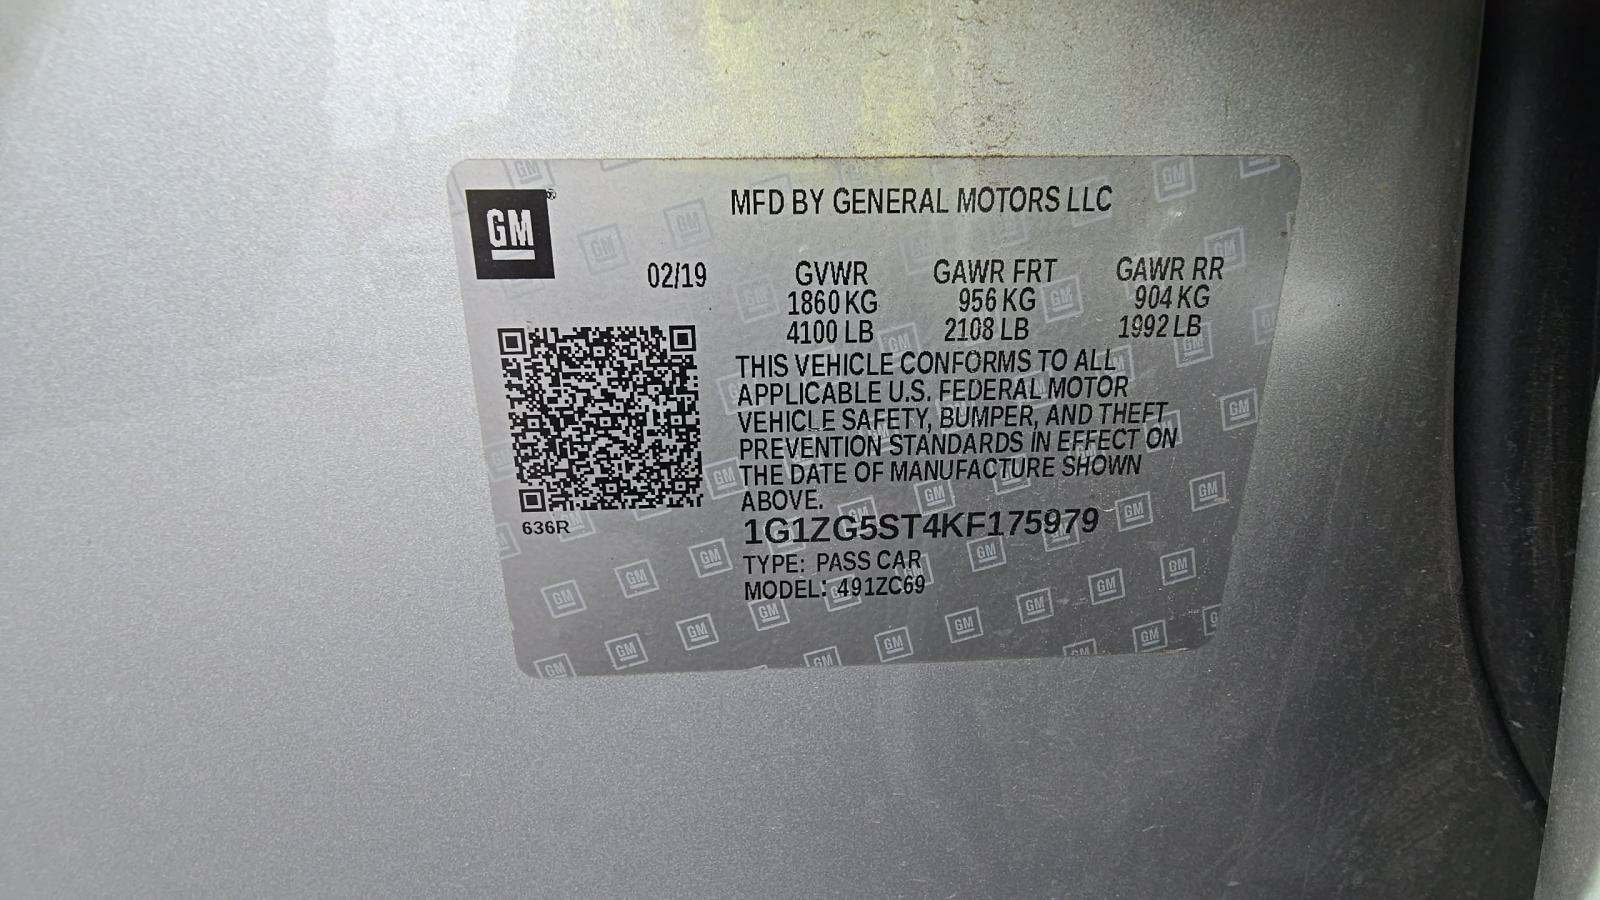 GM
MFD BY GENERAL MOTORS LLC
02/19 GVWR GAWR FRT GAWR RR
1860 KG 956 KG 904 KG
4100 LB 2108 LB 1992 LB
THIS VEHICLE CONFORMS TO ALL
APPLICABLE U.S. FEDERAL MOTOR
VEHICLE SAFETY, BUMPER, AND THEFT
PREVENTION STANDARDS IN EFFECT ON
THE DATE OF MANUFACTURE SHOWN
ABOVE.
636R
1G1ZG5ST4KF175979
TYPE: PASS CAR
MODEL: 491ZC69